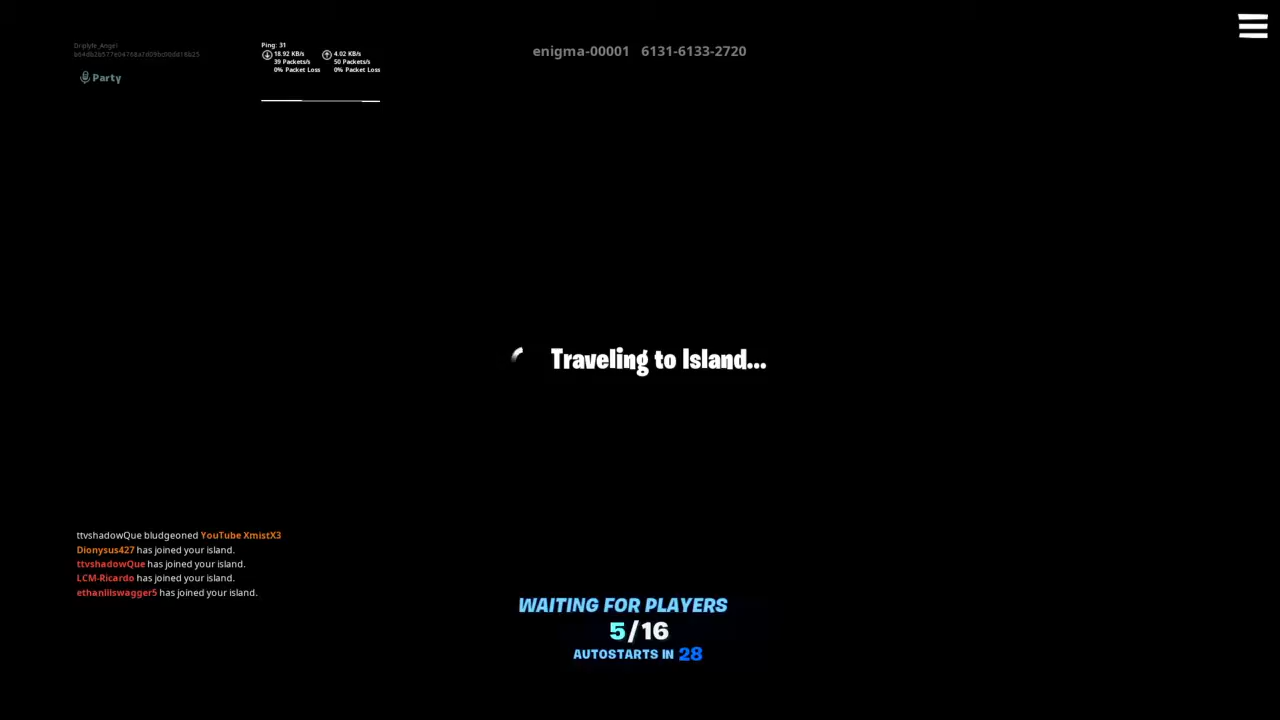 Driplyfe_Angel
Party
Ping: 31
18.92 KB/s
39 Packets/s
0% Packet Loss
4.02 KB/s
50 Packets/s
0% Packet Loss
enigma-00001 6131-6133-2720
Traveling to Island...
ttvshadowQue bludgeoned YouTube XmistX3
Dionysus427 has joined your island.
ttvshadowQue has joined your island.
LCM-Ricardo has joined your island.
ethanlilswagger5 has joined your island.
WAITING FOR PLAYERS
5/16
AUTOSTARTS IN 28